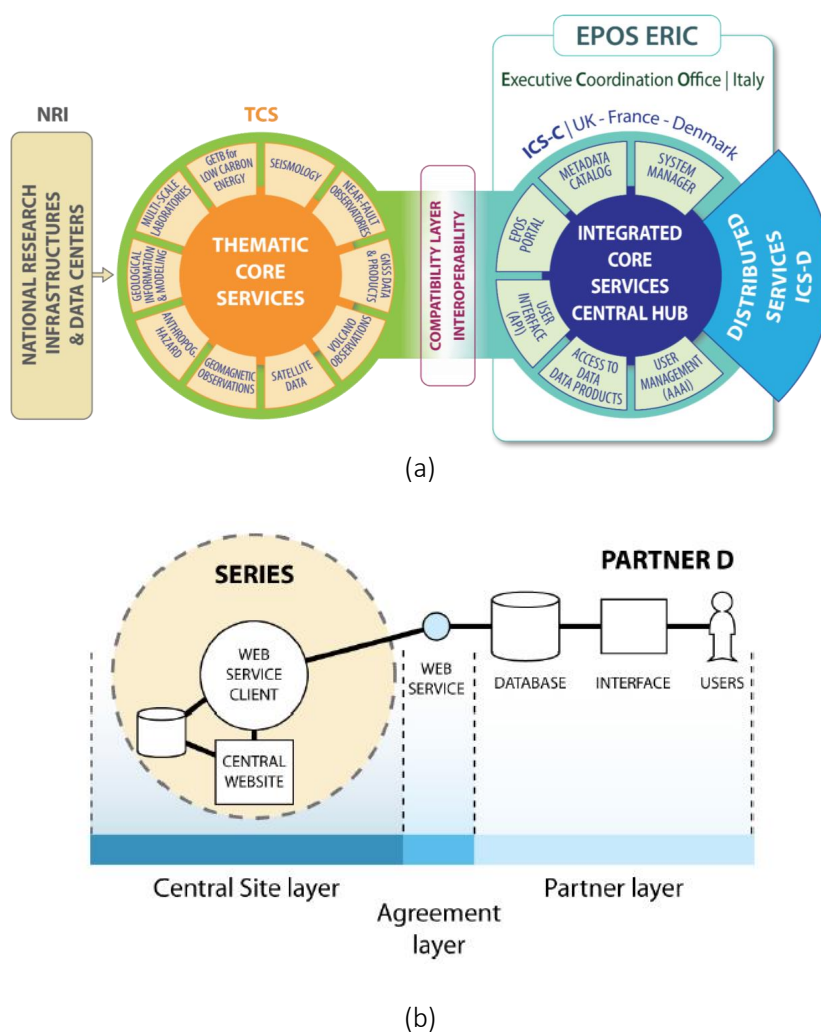 EPOS ERIC
Executive Coordination Office | Italy
NRI
NATIONAL RESEARCH
INFRASTRUCTURES
& DATA CENTERS
TCS
THEMATIC
CORE
SERVICES
GETB for
LOW CARBON
ENERGY
SEISMOLOGY
NEAR-FAULT
OBSERVATORIES
GNSS DATA
& PRODUCTS
VOLCANO
OBSERVATIONS
SATELLITE
DATA
GEOMAGNETIC
OBSERVATIONS
ANTHROPOG.
HAZARD
GEOLOGICAL
INFORMATION
& MODELING
MULTI-SCALE
LABORATORIES
COMPATIBILITY LAYER
INTEROPERABILITY
ICS-C | UK - France - Denmark
INTEGRATED
CORE
SERVICES
CENTRAL HUB
METADATA
CATALOG
SYSTEM
MANAGER
USER
MANAGEMENT
(AAAI)
ACCESS TO
DATA
DATA PRODUCTS
USER
INTERFACE
(API)
EPOS
PORTAL
DISTRIBUTED
SERVICES
ICS-D
(a)
SERIES
PARTNER D
WEB
SERVICE
CLIENT
CENTRAL
WEBSITE
WEB
SERVICE
DATABASE
INTERFACE
USERS
Central Site layer
Agreement
layer
Partner layer
(b)